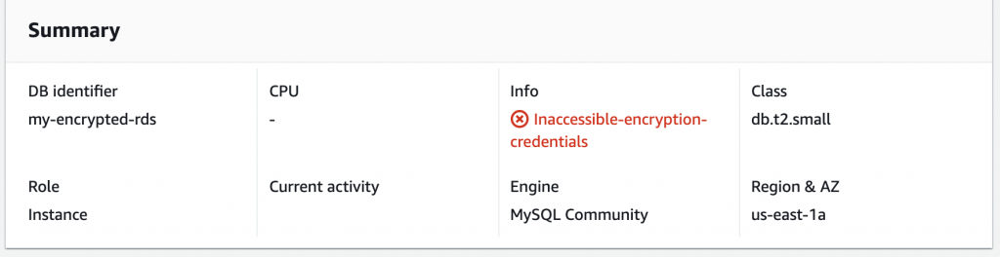 Summary
DB identifier
my-encrypted-rds
CPU
-
Info
Inaccessible-encryption-
credentials
Class
db.t2.small
Role
Instance
Current activity
Engine
MySQL Community
Region & AZ
us-east-1a